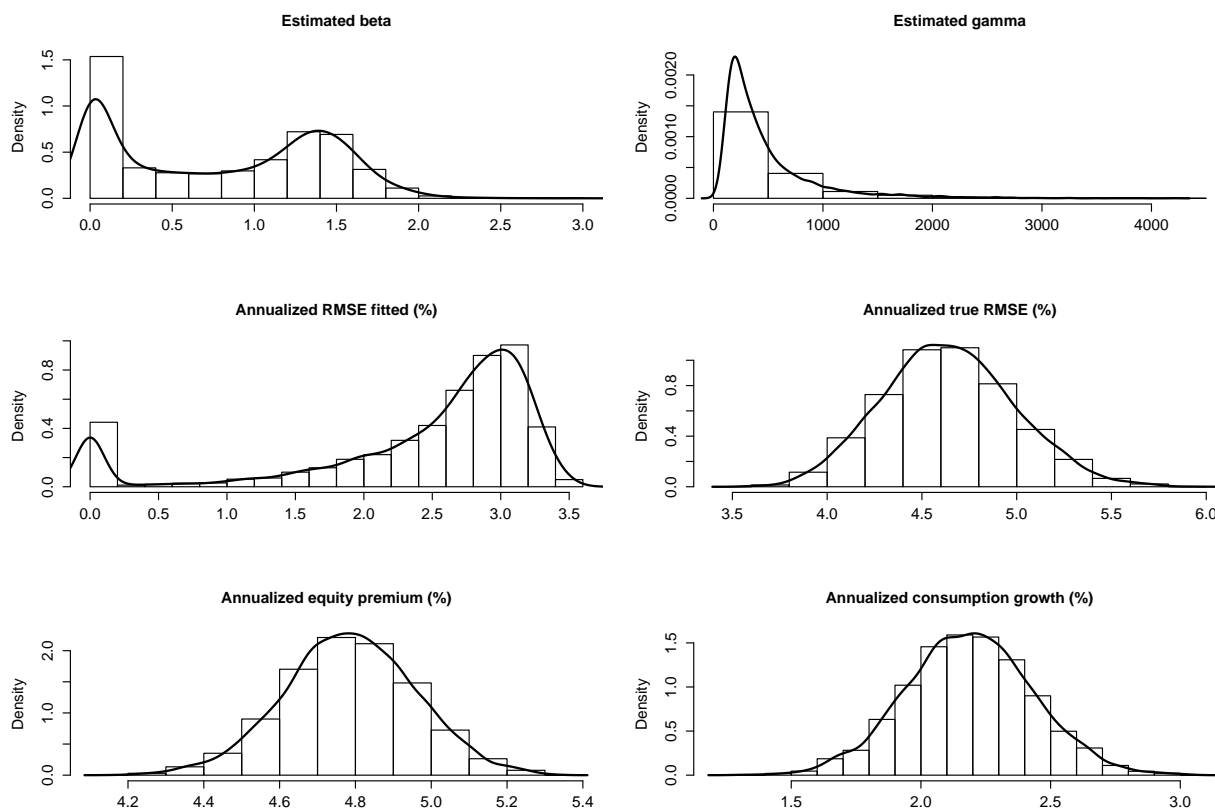 Estimated beta
Density
0.0 0.5 1.0 1.5
0.0 0.5 1.0 1.5 2.0 2.5 3.0
Estimated gamma
Density
0.0000 0.0010 0.0020
0 1000 2000 3000 4000
Annualized RMSE fitted (%)
Density
0.0 0.4 0.8
0.0 0.5 1.0 1.5 2.0 2.5 3.0 3.5
Annualized true RMSE (%)
Density
0.0 0.4 0.8
3.5 4.0 4.5 5.0 5.5 6.0
Annualized equity premium (%)
Density
0.0 1.0 2.0
4.2 4.4 4.6 4.8 5.0 5.2 5.4
Annualized consumption growth (%)
Density
0.0 0.5 1.0 1.5
1.5 2.0 2.5 3.0